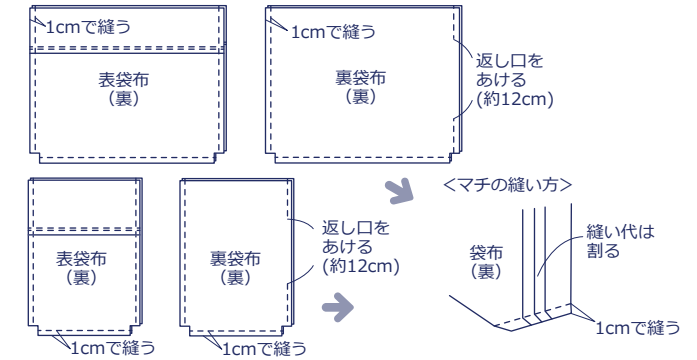 1cmで縫う
表袋布
（裏）
1cmで縫う
裏袋布
（裏）
返し口を
あける
(約12cm)
表袋布
（裏）
1cmで縫う
裏袋布
（裏）
1cmで縫う
返し口を
あける
(約12cm)
＜マチの縫い方＞
袋布
（裏）
縫い代は
割る
1cmで縫う